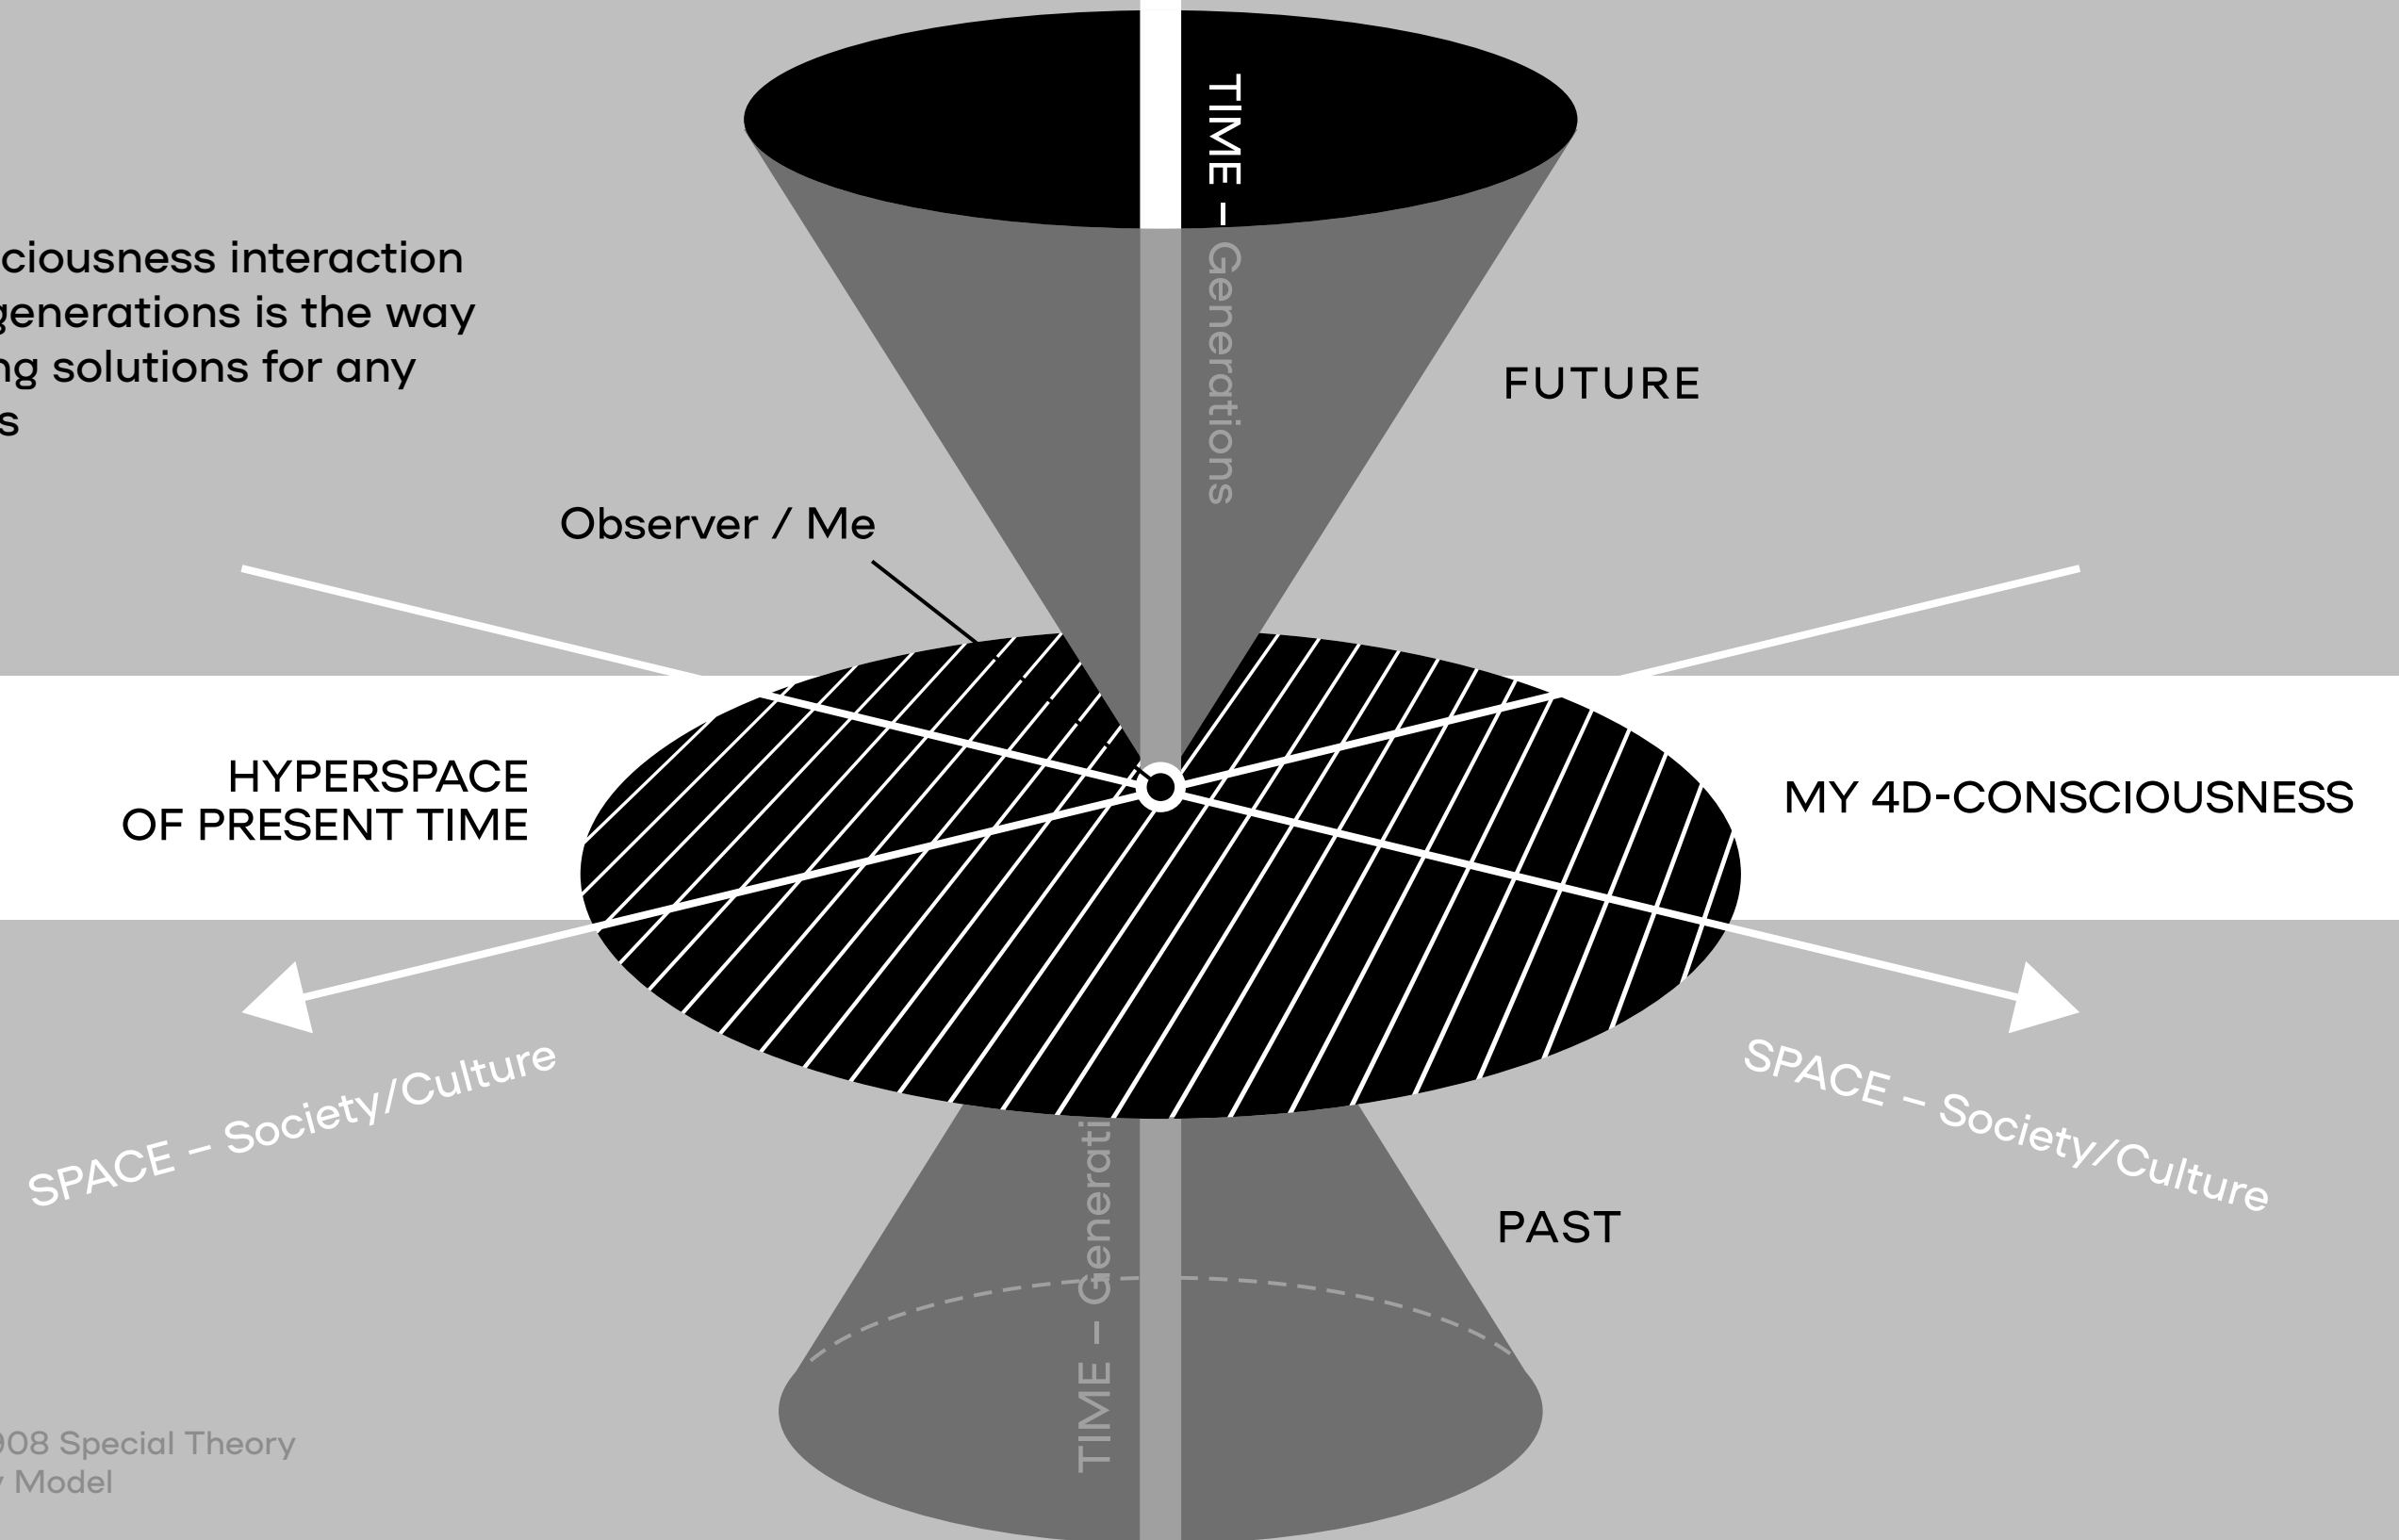 TIME – Generations
ciousness interaction
generations is the way
ng solutions for any
s
FUTURE
Observer / Me
HYPERSPACE
OF PRESENT TIME
MY 4D-CONSCIOUSNESS
SPACE – Society/Culture
SPACE – Society/Culture
TIME – Generati
PAST
008 Special Theory
y Model